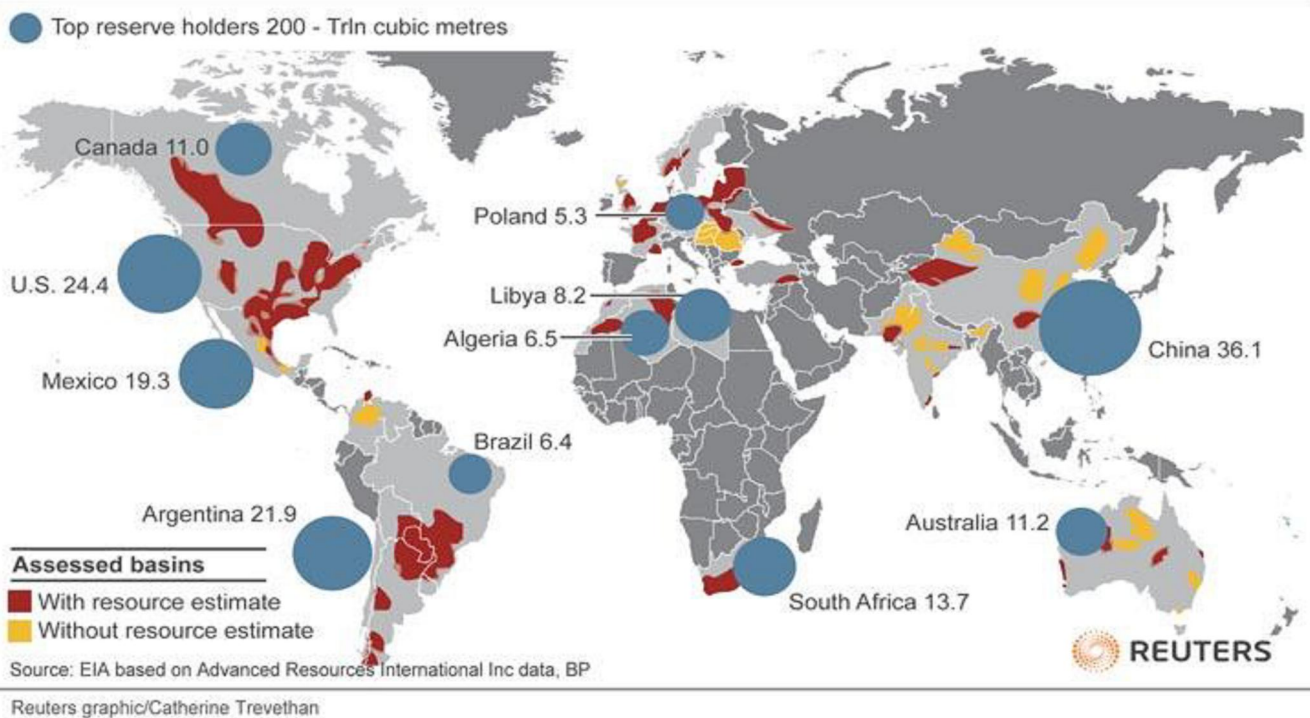 Top reserve holders 200 - Trln cubic metres
Canada 11.0
Poland 5.3
U.S. 24.4
Libya 8.2
Algeria 6.5
China 36.1
Mexico 19.3
Brazil 6.4
Argentina 21.9
Australia 11.2
South Africa 13.7
Assessed basins
With resource estimate
Without resource estimate
REUTERS
Source: EIA based on Advanced Resources International Inc data, BP
Reuters graphic/Catherine Trevethan